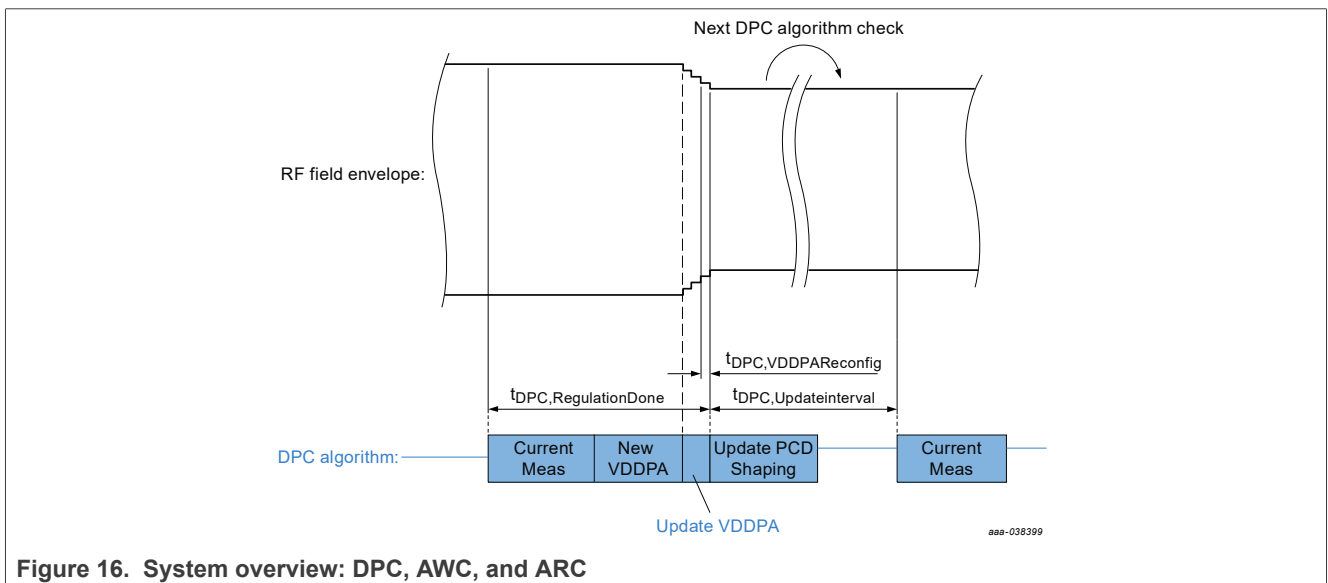 Next DPC algorithm check
RF field envelope:
tDPC,VDDPAReconfig
tDPC,RegulationDone
tDPC,Updateinterval
DPC algorithm:
Current
Meas
New
VDDPA
Update PCD
Shaping
Current
Meas
Update VDDPA
aaa-038399
Figure 16. System overview: DPC, AWC, and ARC